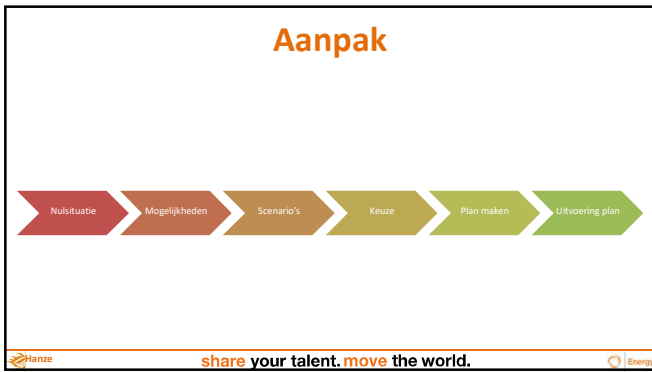 Aanpak
Nulsituatie
Mogelijkheden
Scenario's
Keuze
Plan maken
Uitvoering plan
Hanze
share your talent. move the world.
Energy